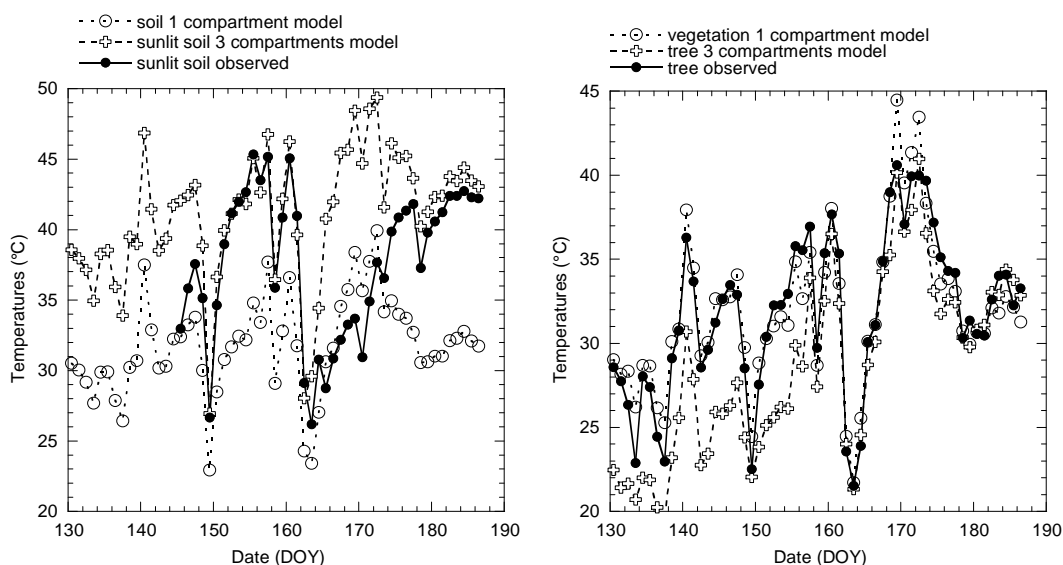 soil 1 compartment model
sunlit soil 3 compartments model
sunlit soil observed
50
45
40
35
30
25
20
Temperatures (°C)
130 140 150 160 170 180 190
Date (DOY)
vegetation 1 compartment model
tree 3 compartments model
tree observed
45
40
35
30
25
20
Temperatures (°C)
130 140 150 160 170 180 190
Date (DOY)